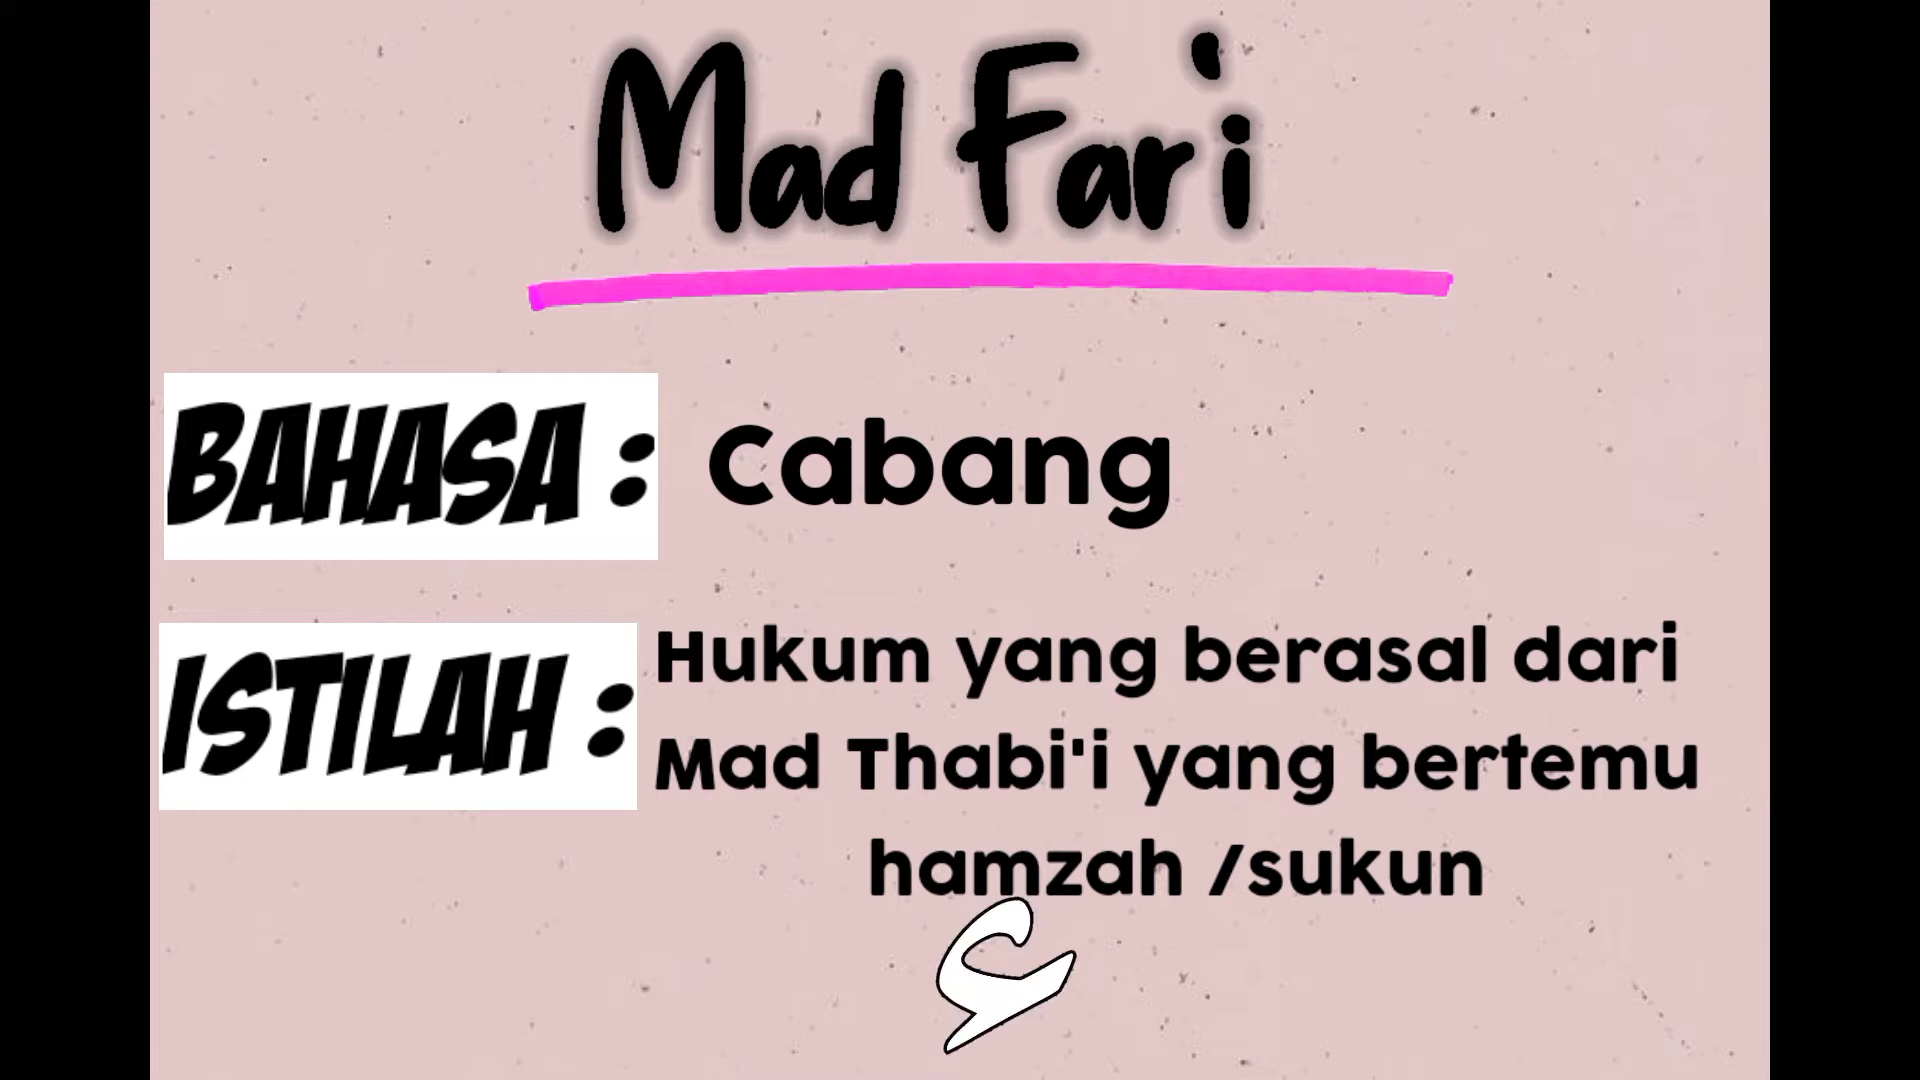 Mad Far'i
BAHASA : Cabang
ISTILAH : Hukum yang berasal dari
Mad Thabi'i yang bertemu
hamzah /sukun
ء